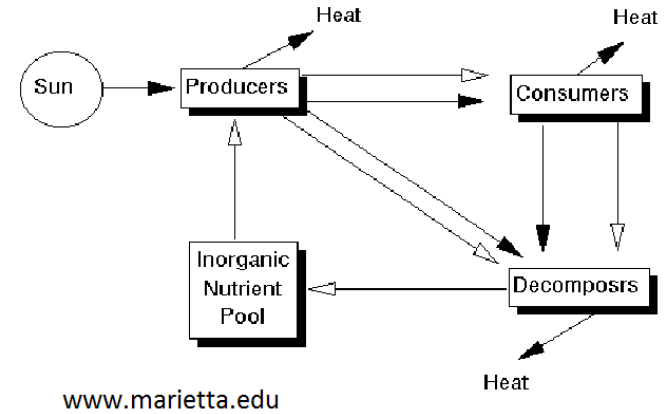 Heat
Heat
Sun
Producers
Consumers
Inorganic
Nutrient
Pool
Decomposrs
Heat
www.marietta.edu